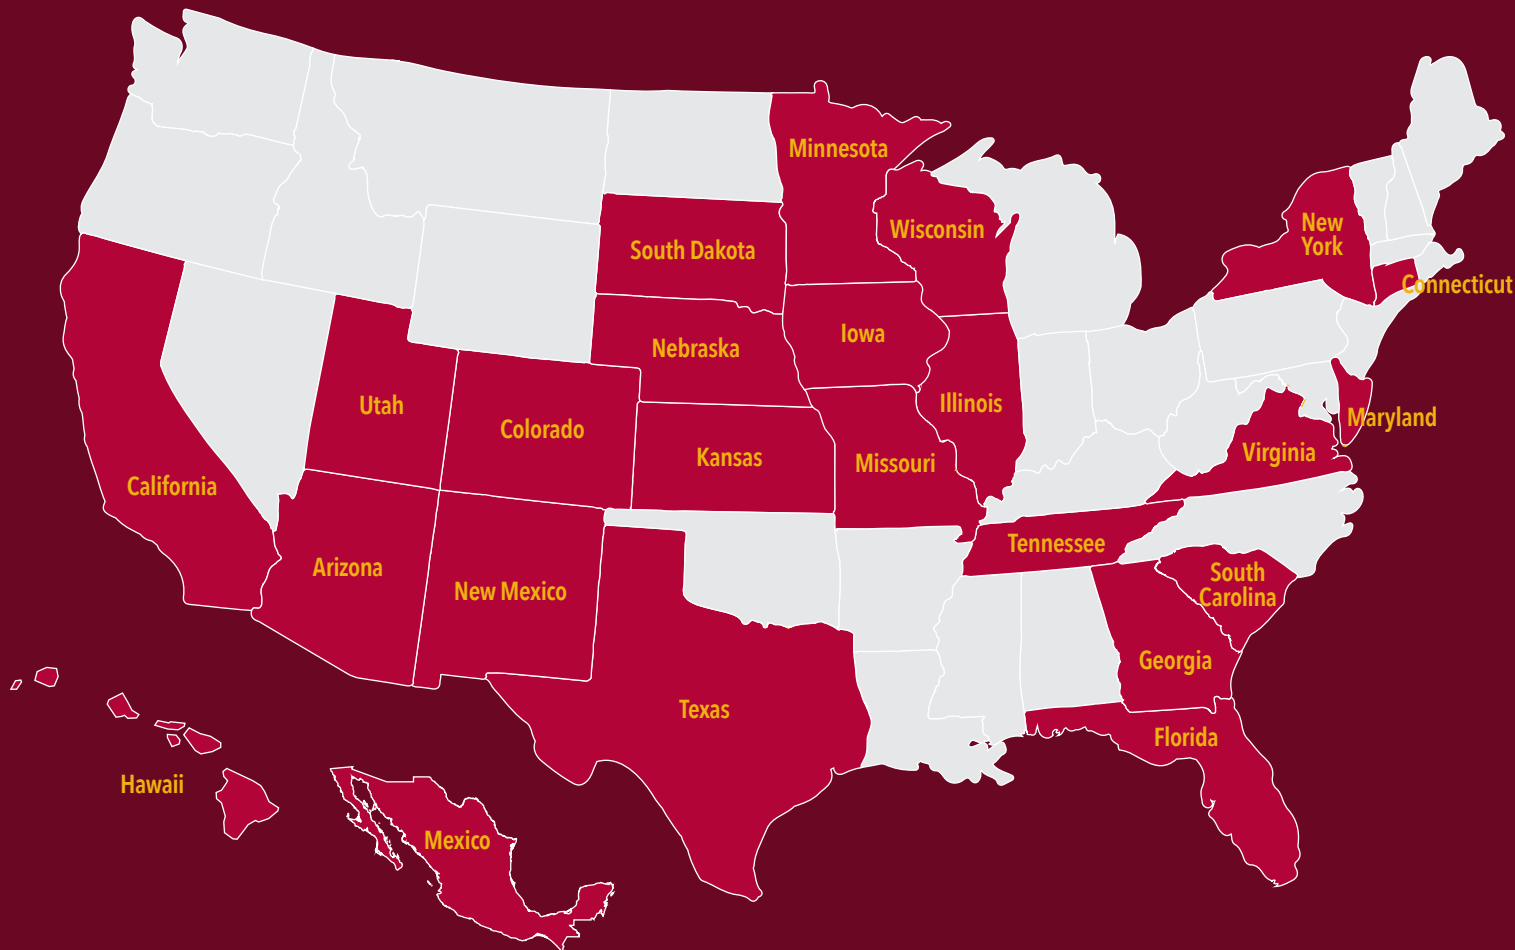 Minnesota
Wisconsin
New
York
South Dakota
Connecticut
Iowa
Nebraska
Illinois
Utah
Maryland
Colorado
Virginia
Kansas
Missouri
California
Tennessee
Arizona
South
Carolina
New Mexico
Georgia
Texas
Florida
Hawaii
Mexico